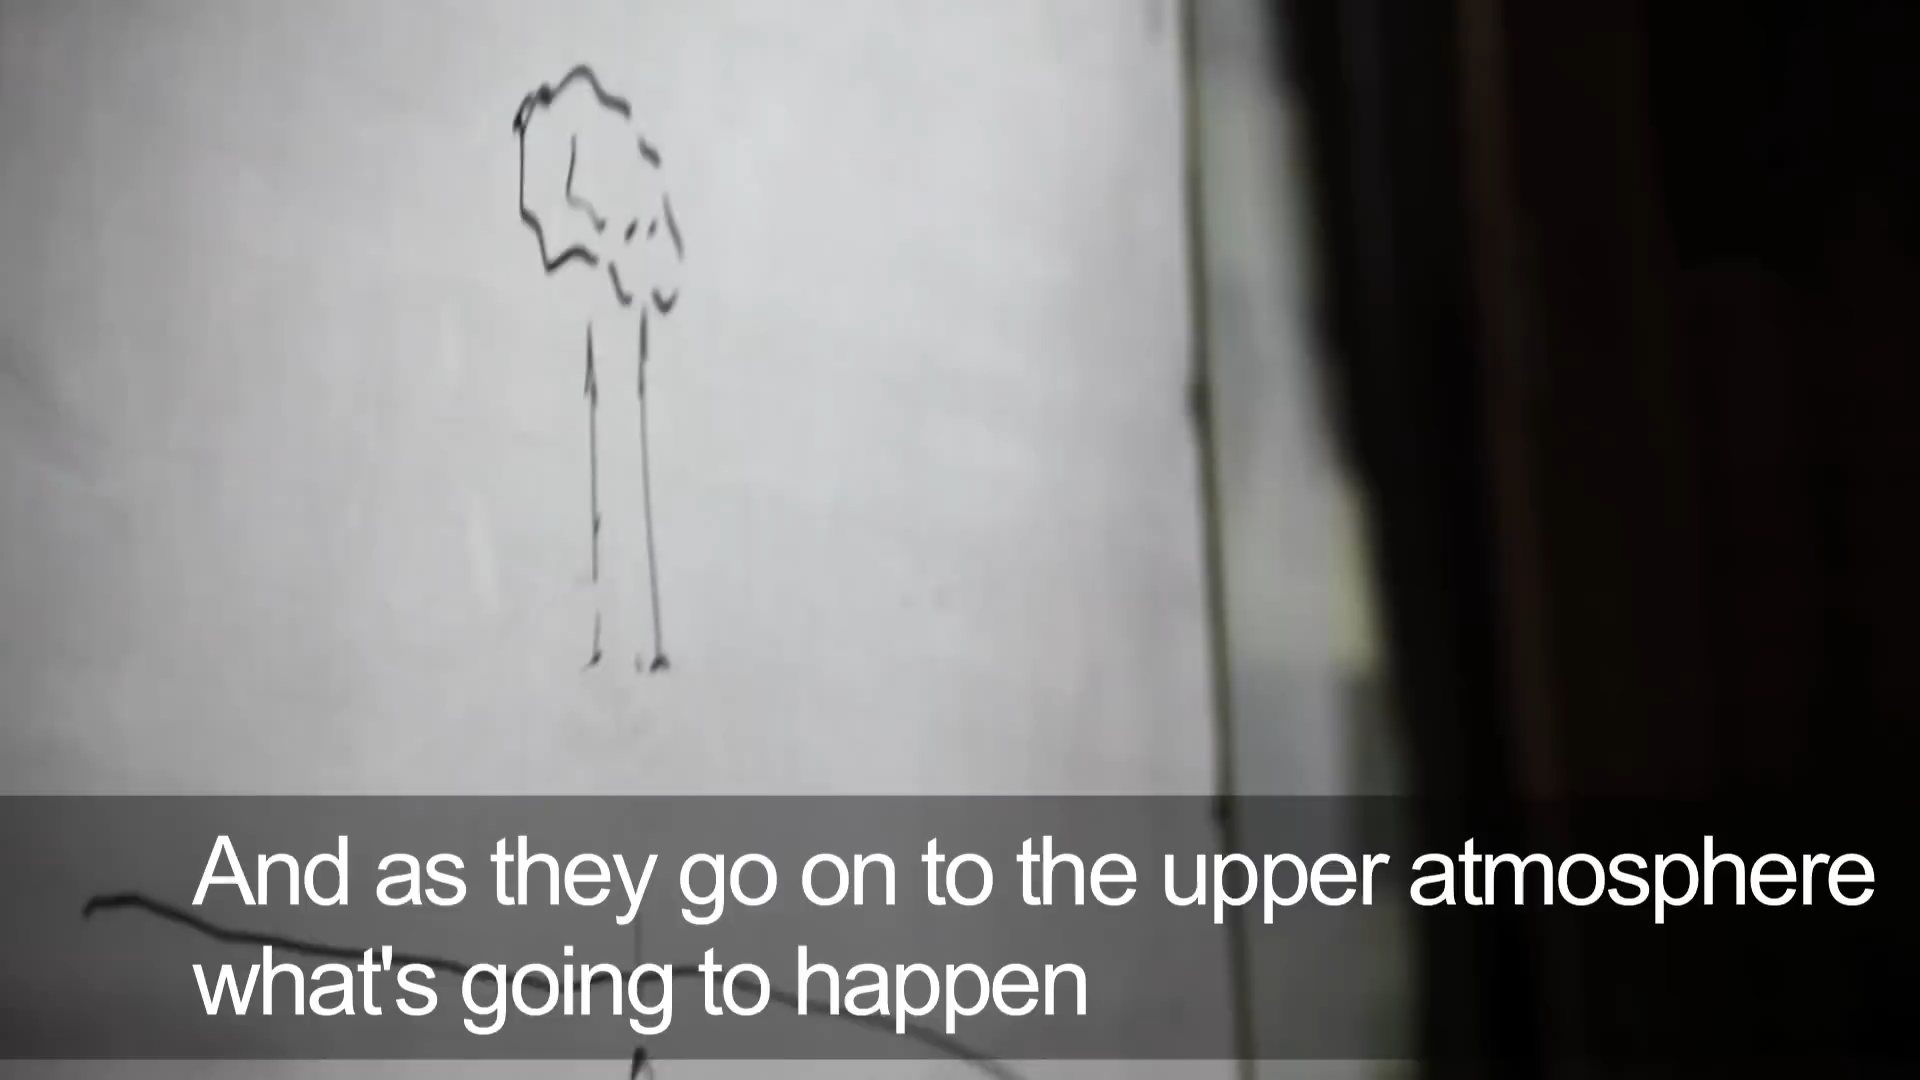 And as they go on to the upper atmosphere
what's going to happen